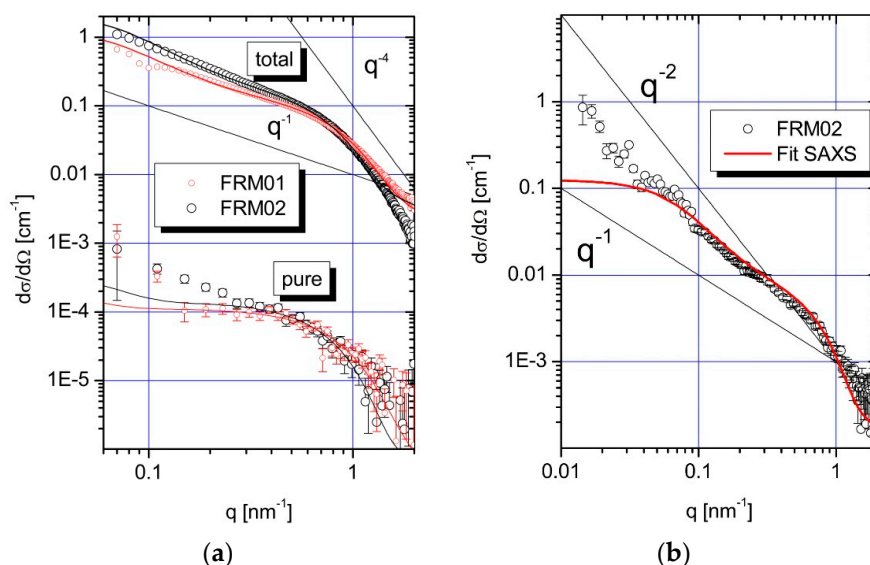 1
0.1
0.01
1E-3
1E-4
1E-5
0.1
1
dσ/dΩ [cm⁻¹]
q [nm⁻¹]
total
q⁻⁴
q⁻¹
FRM01
FRM02
pure
(a)
10
1
0.1
0.01
1E-3
0.01
0.1
1
dσ/dΩ [cm⁻¹]
q [nm⁻¹]
q⁻²
FRM02
Fit SAXS
q⁻¹
(b)